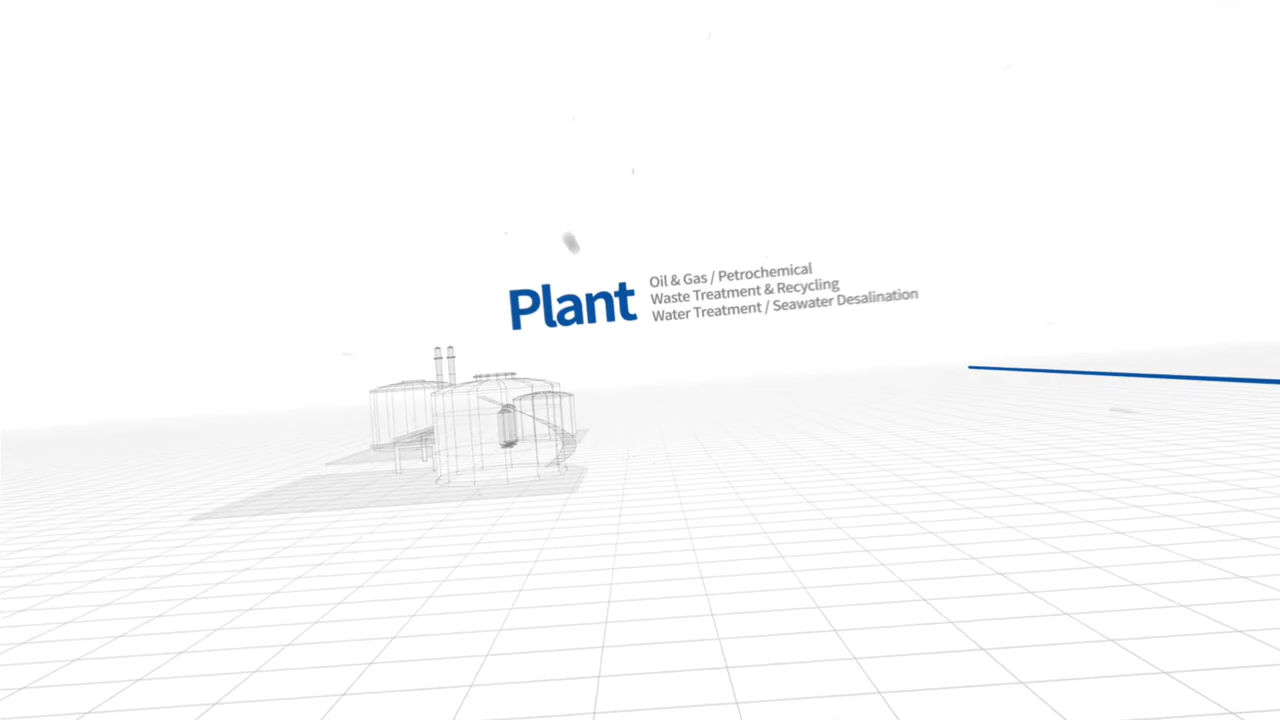 Plant
Oil & Gas / Petrochemical
Waste Treatment & Recycling
Water Treatment / Seawater Desalination